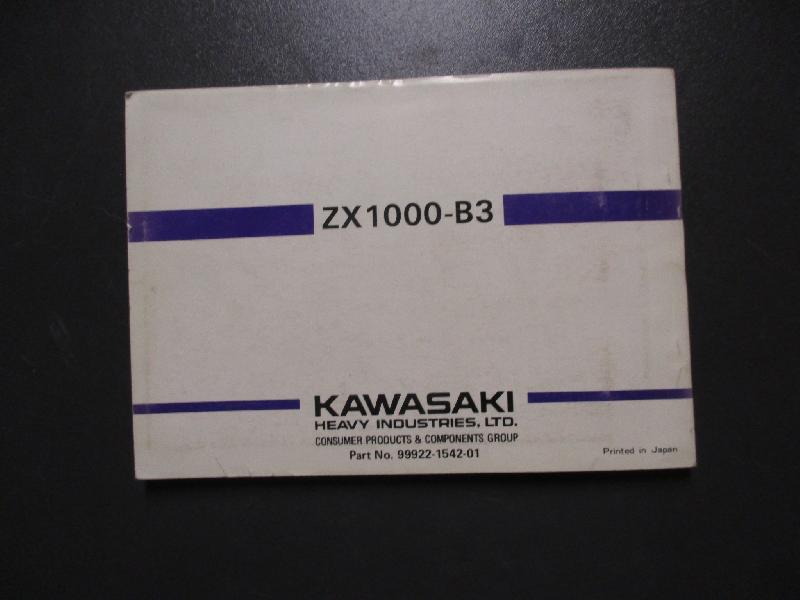 ZX1000-B3
KAWASAKI
HEAVY INDUSTRIES, LTD.
CONSUMER PRODUCTS & COMPONENTS GROUP
Part No. 99922-1542-01
Printed in Japan